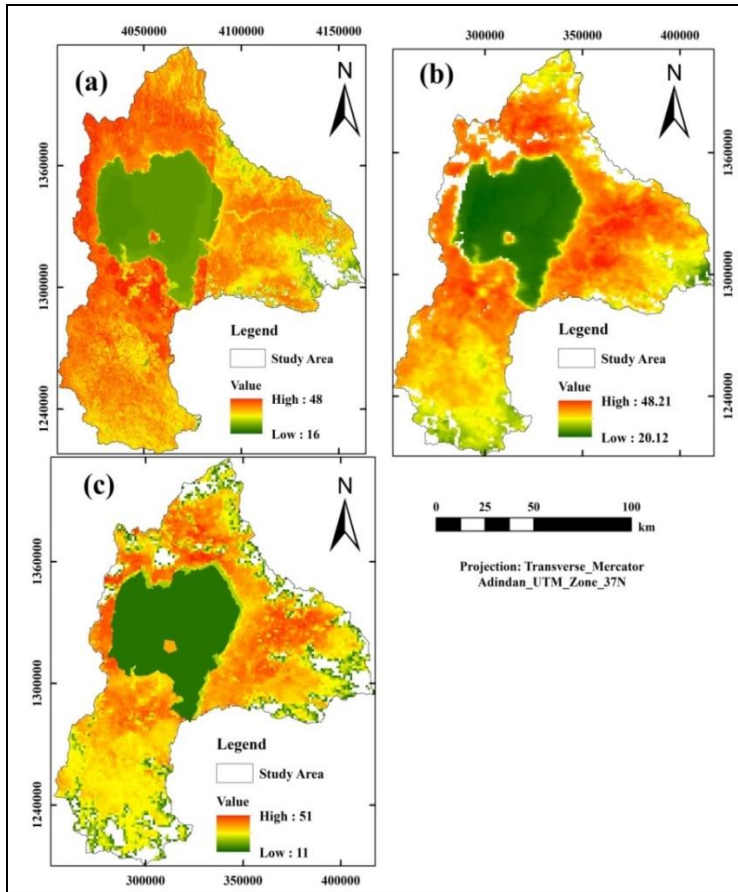 4050000 4100000 4150000
(a)
N
1360000
1300000
1240000
Legend
Study Area
Value
High : 48
Low : 16
300000 350000 400000
(b)
N
1360000
1300000
1240000
Legend
Study Area
Value
High : 48.21
Low : 20.12
(c)
N
1360000
1300000
1240000
Legend
Study Area
Value
High : 51
Low : 11
300000 350000 400000
0 25 50 100
km
Projection: Transverse_Mercator
Adindan_UTM_Zone_37N